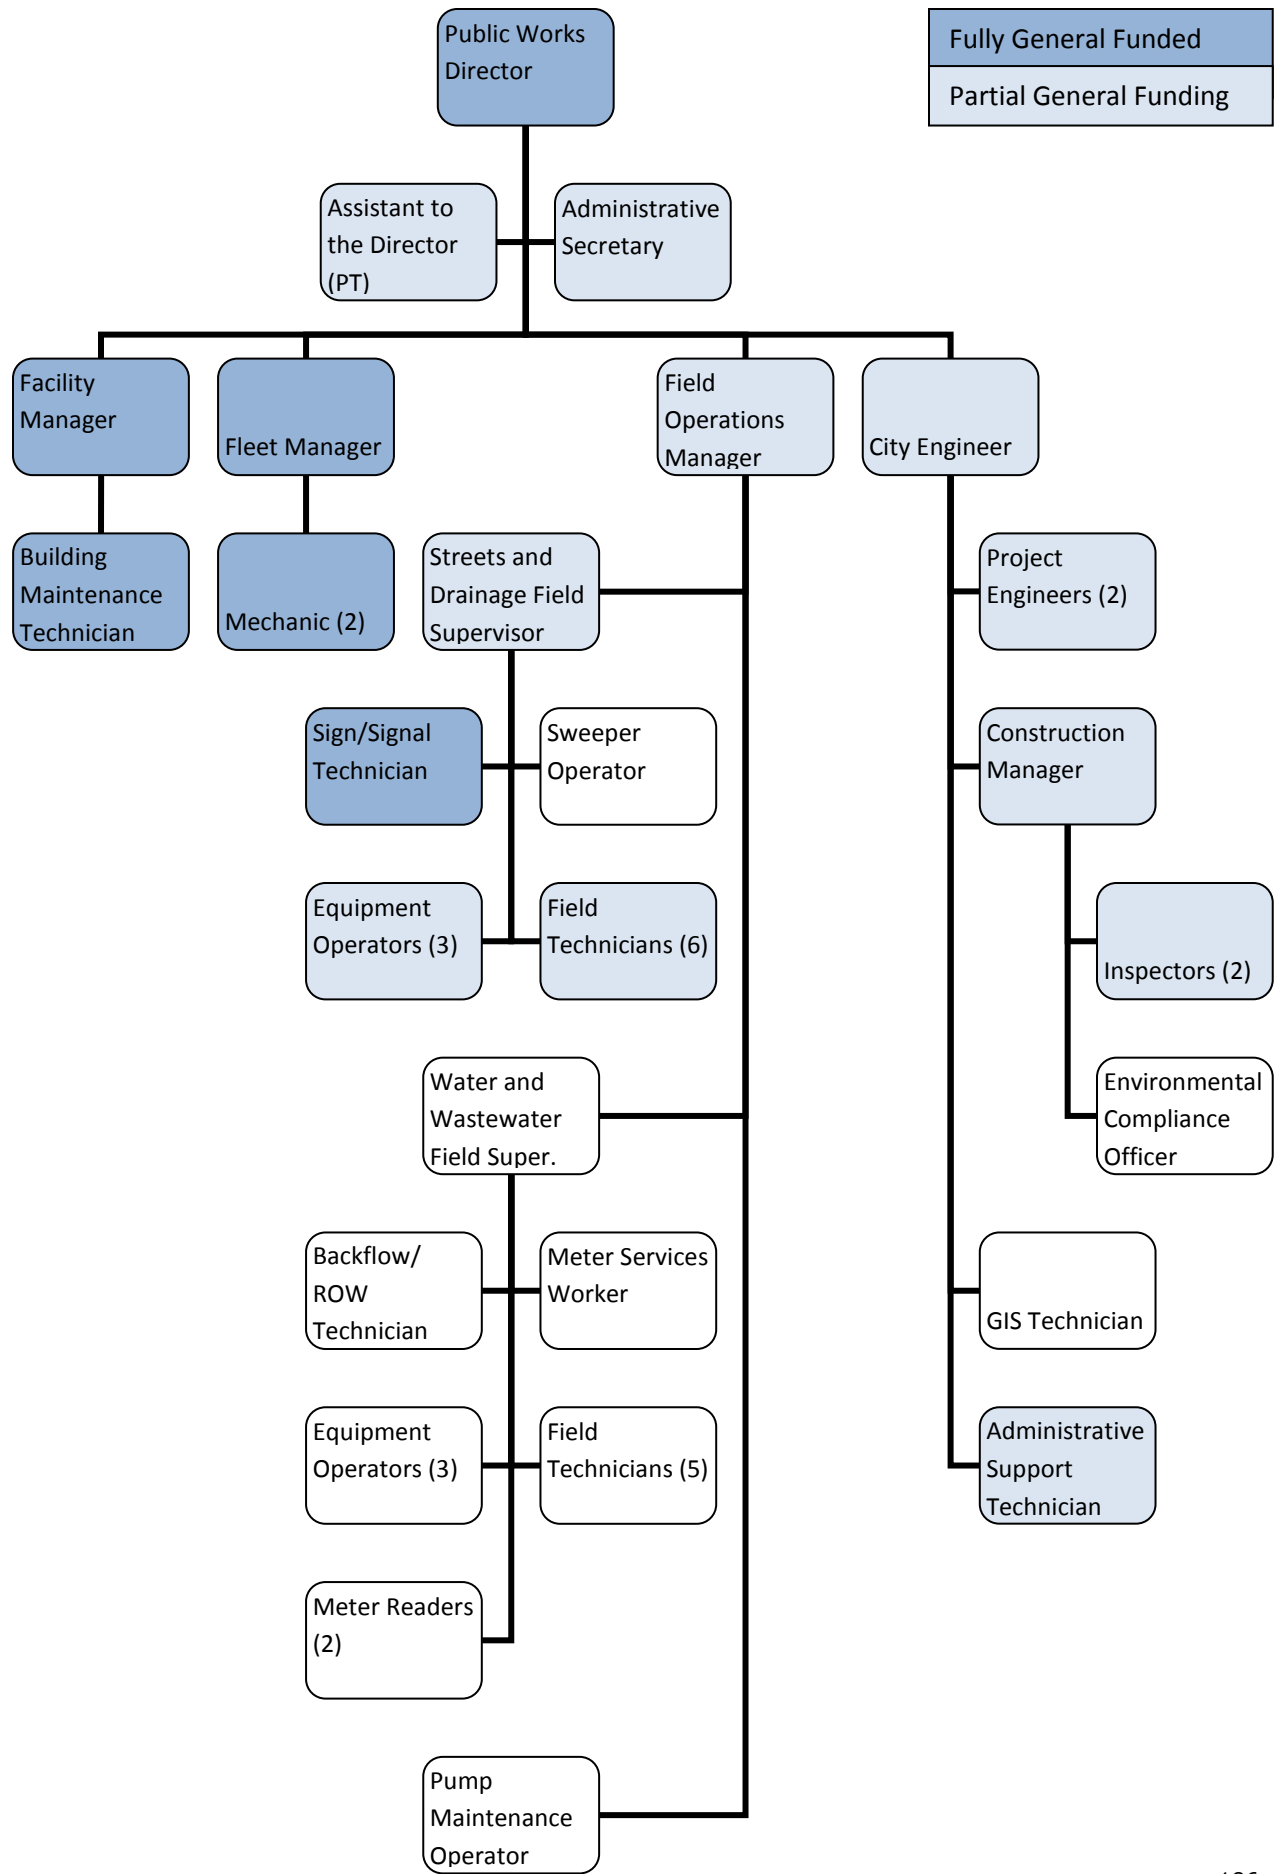 Public Works
Director
Fully General Funded
Partial General Funding
Assistant to
the Director
(PT)
Administrative
Secretary
Facility
Manager
Fleet Manager
Field
Operations
Manager
City Engineer
Building
Maintenance
Technician
Mechanic (2)
Streets and
Drainage Field
Supervisor
Project
Engineers (2)
Sign/Signal
Technician
Sweeper
Operator
Construction
Manager
Equipment
Operators (3)
Field
Technicians (6)
Inspectors (2)
Water and
Wastewater
Field Super.
Environmental
Compliance
Officer
Backflow/
ROW
Technician
Meter Services
Worker
GIS Technician
Equipment
Operators (3)
Field
Technicians (5)
Administrative
Support
Technician
Meter Readers
(2)
Pump
Maintenance
Operator